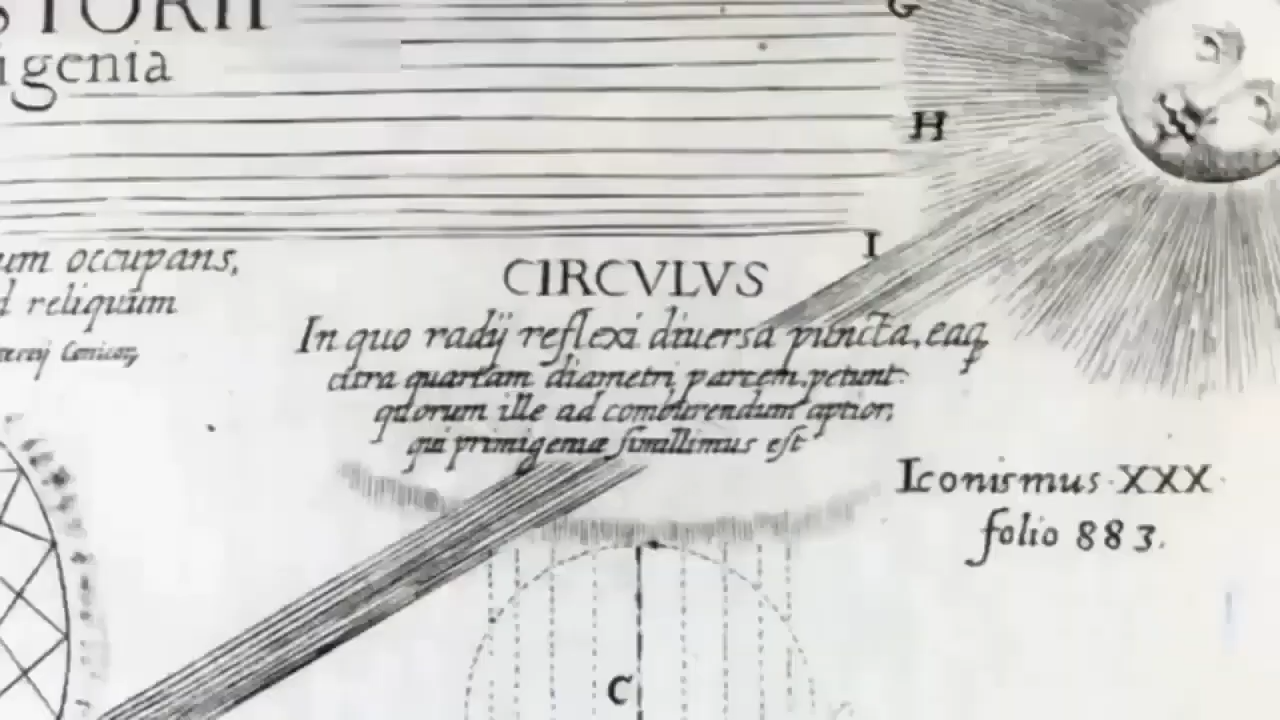 STORII
igenia
G
H
I
um occupans,
d reliquum
CIRCVLVS
In quo radij reflexi diuersa puncta, eaq
citra quartam diametri partem, petunt:
quorum ille ad comburendum aptior,
qui primigeniæ simillimus est
Iconismus XXX.
folio 883.
C